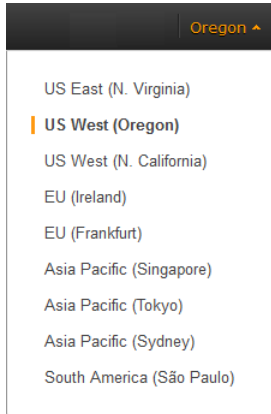 Oregon
US East (N. Virginia)
US West (Oregon)
US West (N. California)
EU (Ireland)
EU (Frankfurt)
Asia Pacific (Singapore)
Asia Pacific (Tokyo)
Asia Pacific (Sydney)
South America (São Paulo)